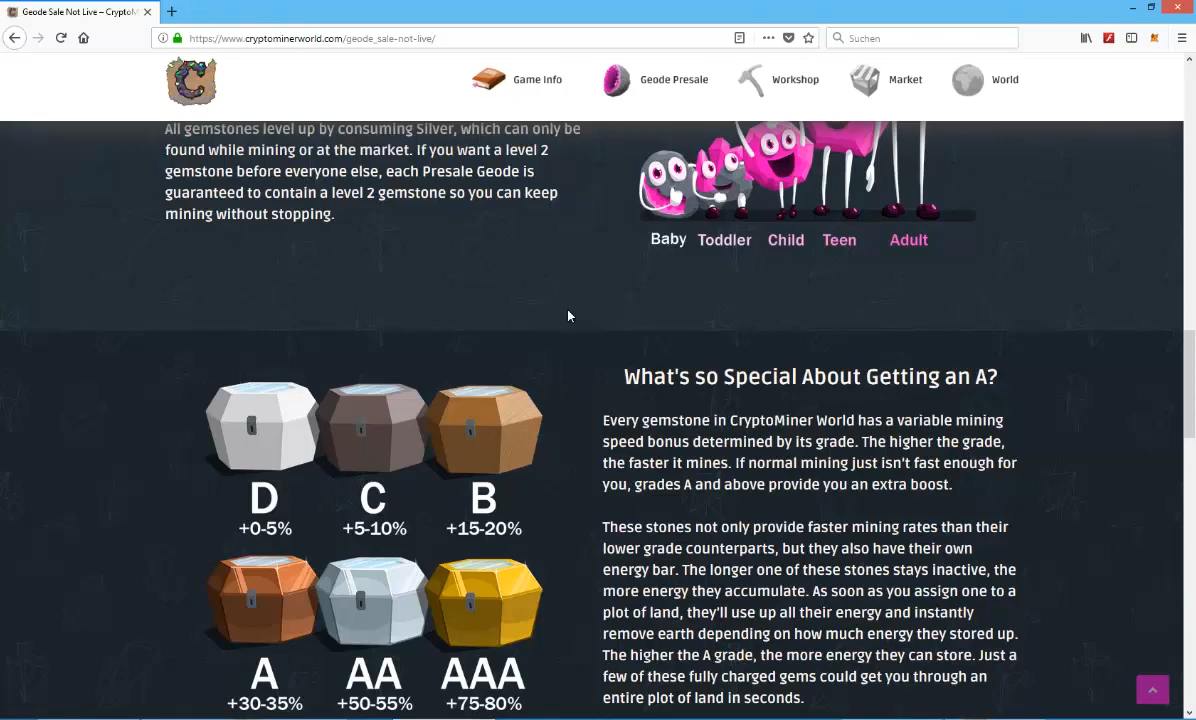 Geode Sale Not Live – CryptoM
https://www.cryptominerworld.com/geode_sale-not-live/
Suchen
Game Info
Geode Presale
Workshop
Market
World
All gemstones level up by consuming Silver, which can only be
found while mining or at the market. If you want a level 2
gemstone before everyone else, each Presale Geode is
guaranteed to contain a level 2 gemstone so you can keep
mining without stopping.
Baby Toddler Child Teen Adult
D C B
+0-5% +5-10% +15-20%
A AA AAA
+30-35% +50-55% +75-80%
What's so Special About Getting an A?
Every gemstone in CryptoMiner World has a variable mining
speed bonus determined by its grade. The higher the grade,
the faster it mines. If normal mining just isn't fast enough for
you, grades A and above provide you an extra boost.
These stones not only provide faster mining rates than their
lower grade counterparts, but they also have their own
energy bar. The longer one of these stones stays inactive, the
more energy they accumulate. As soon as you assign one to a
plot of land, they'll use up all their energy and instantly
remove earth depending on how much energy they stored up.
The higher the A grade, the more energy they can store. Just a
few of these fully charged gems could get you through an
entire plot of land in seconds.